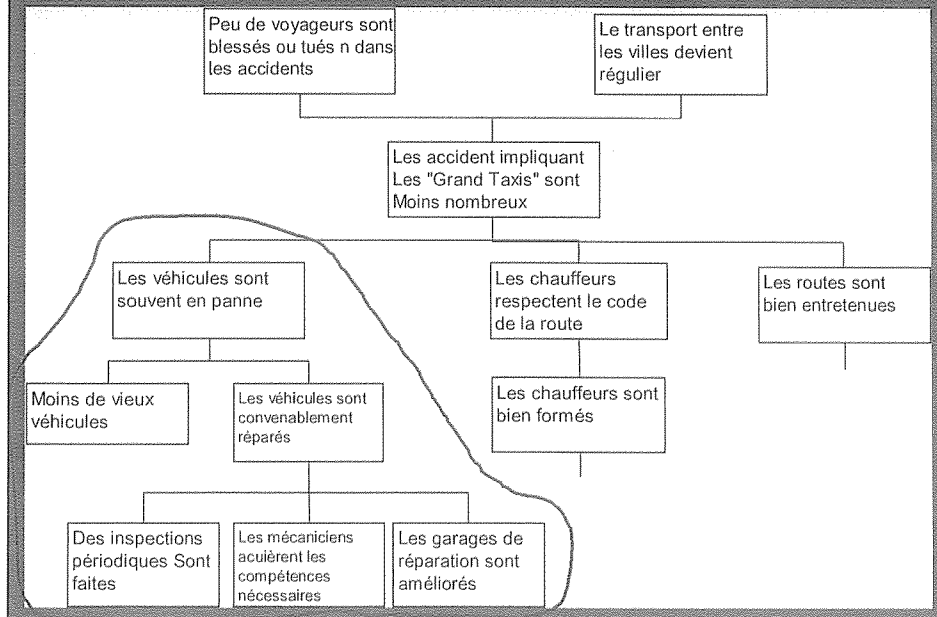 Peu de voyageurs sont
blessés ou tués n dans
les accidents
Le transport entre
les villes devient
régulier
Les accident impliquant
Les "Grand Taxis" sont
Moins nombreux
Les véhicules sont
souvent en panne
Les chauffeurs
respectent le code
de la route
Les routes sont
bien entretenues
Moins de vieux
véhicules
Les véhicules sont
convenablement
réparés
Les chauffeurs sont
bien formés
Des inspections
périodiques Sont
faites
Les mécaniciens
acuièrent les
compétences
nécessaires
Les garages de
réparation sont
améliorés